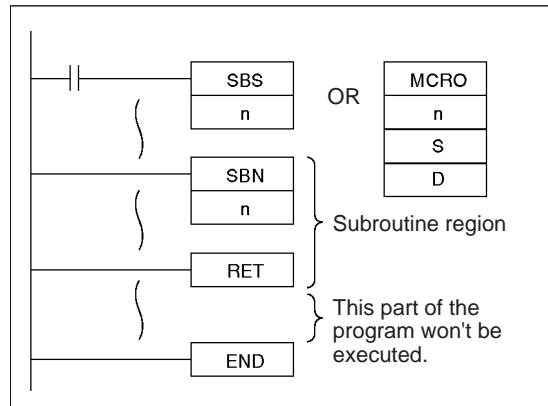 SBS
n
OR
MCRO
n
S
D
SBN
n
Subroutine region
RET
This part of the
program won't be
executed.
END